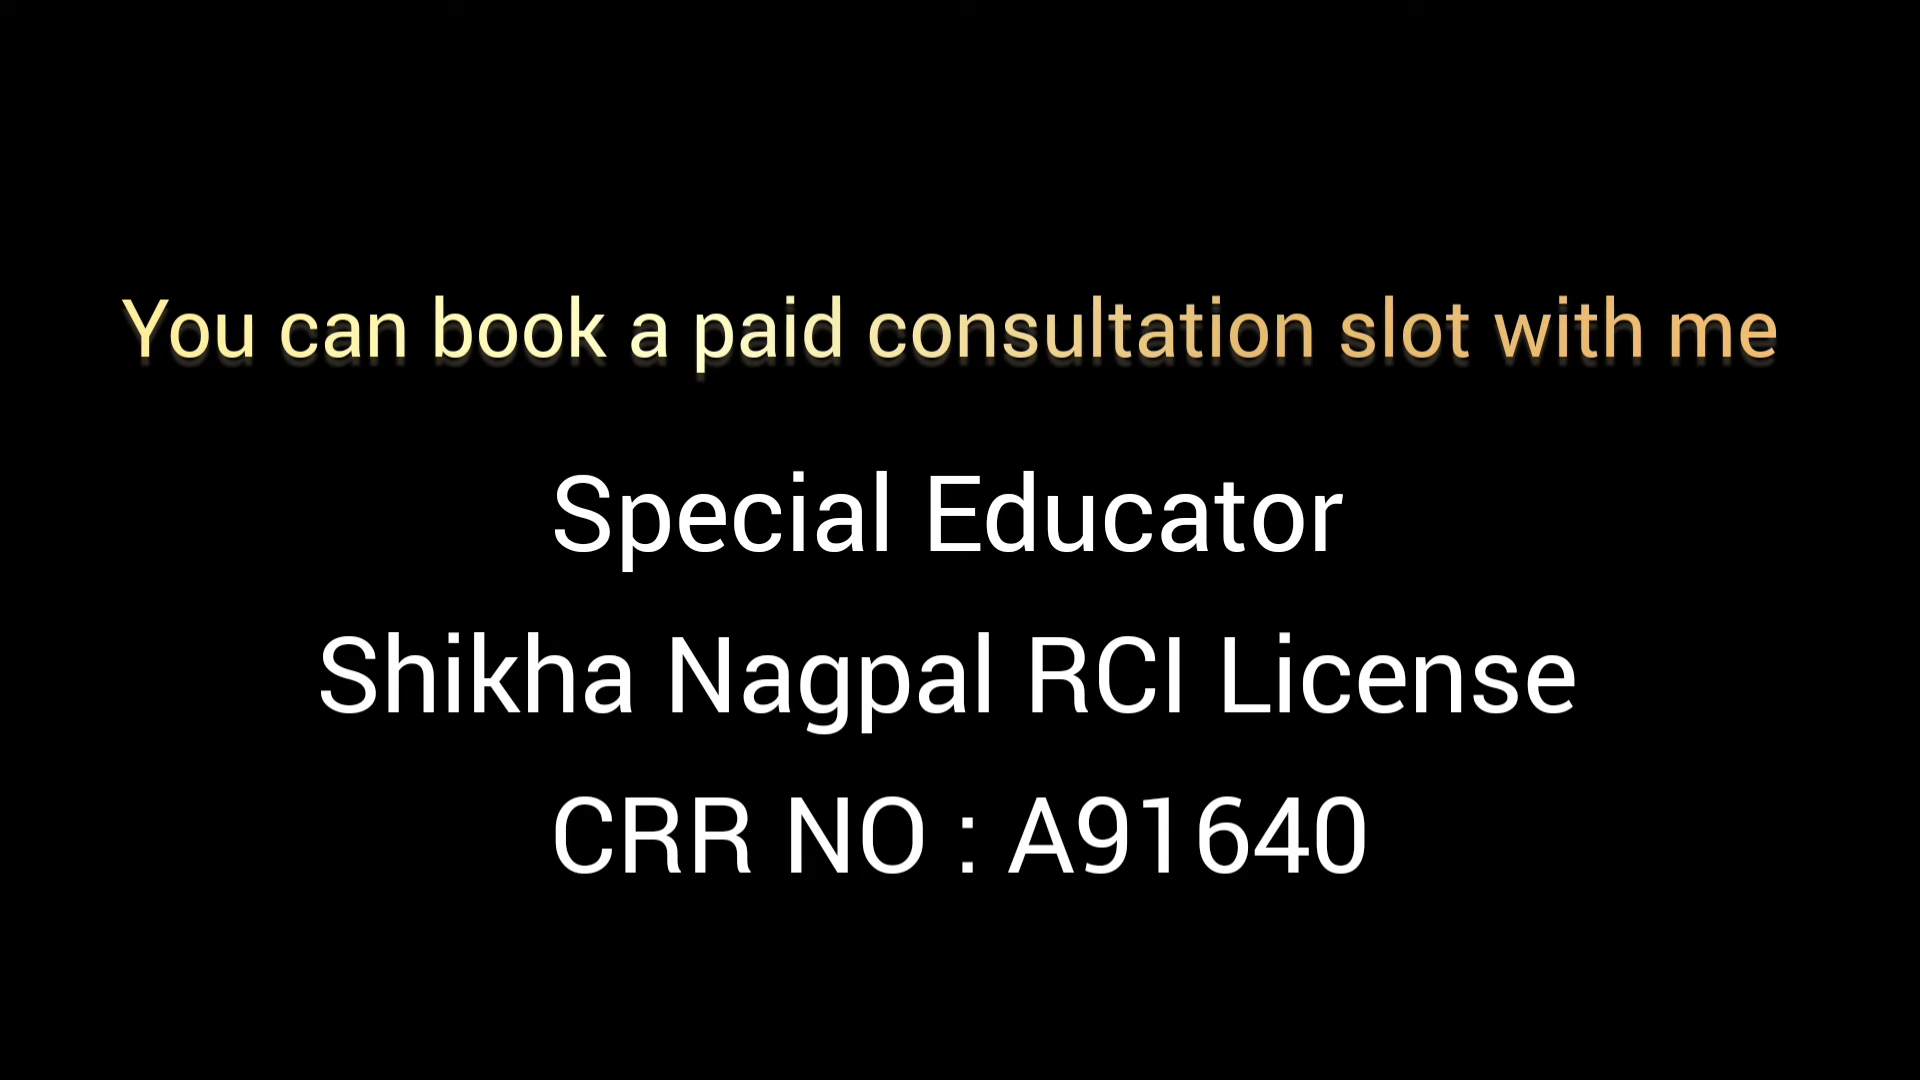 You can book a paid consultation slot with me
Special Educator
Shikha Nagpal RCI License
CRR NO : A91640